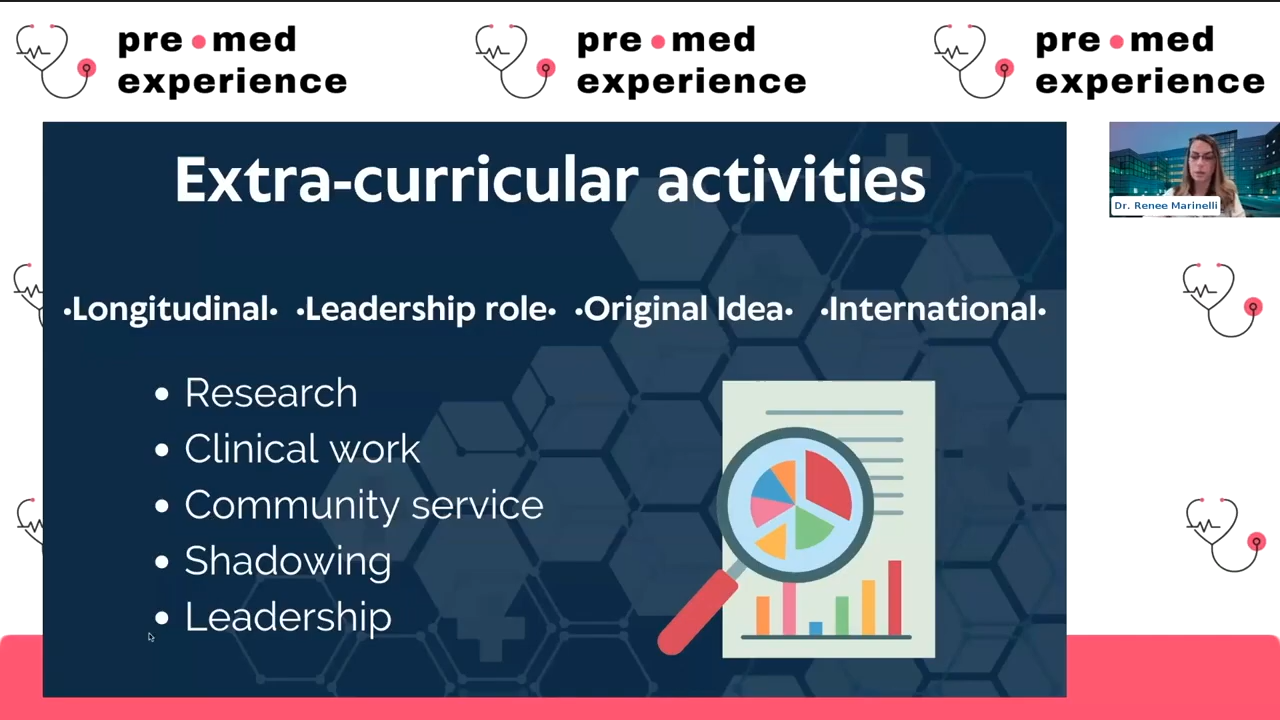 pre•med
experience
pre•med
experience
pre•med
experience
Extra-curricular activities
Dr. Renee Marinelli
•Longitudinal• •Leadership role• •Original Idea• •International•
• Research
• Clinical work
• Community service
• Shadowing
• Leadership